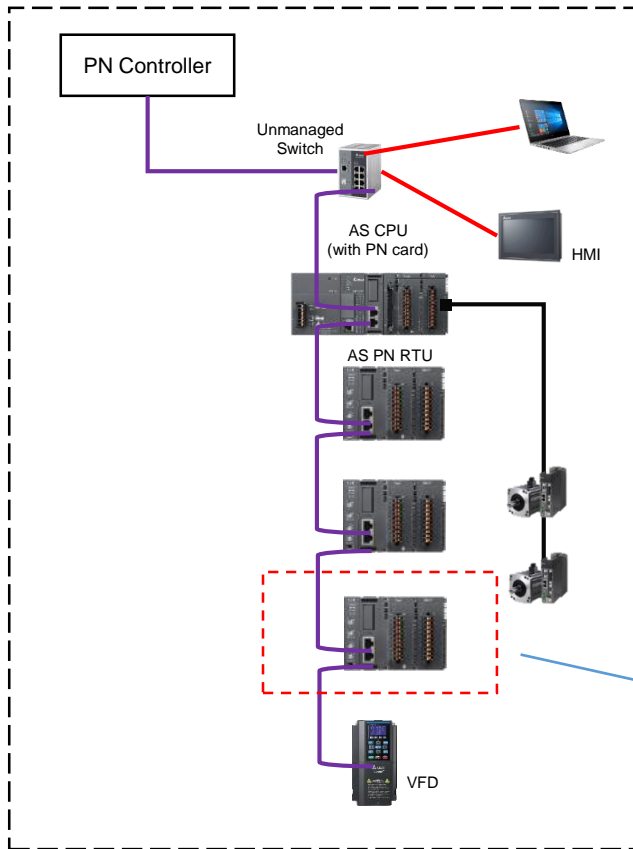 PN Controller
Unmanaged
Switch
AS CPU
(with PN card)
HMI
AS PN RTU
VFD